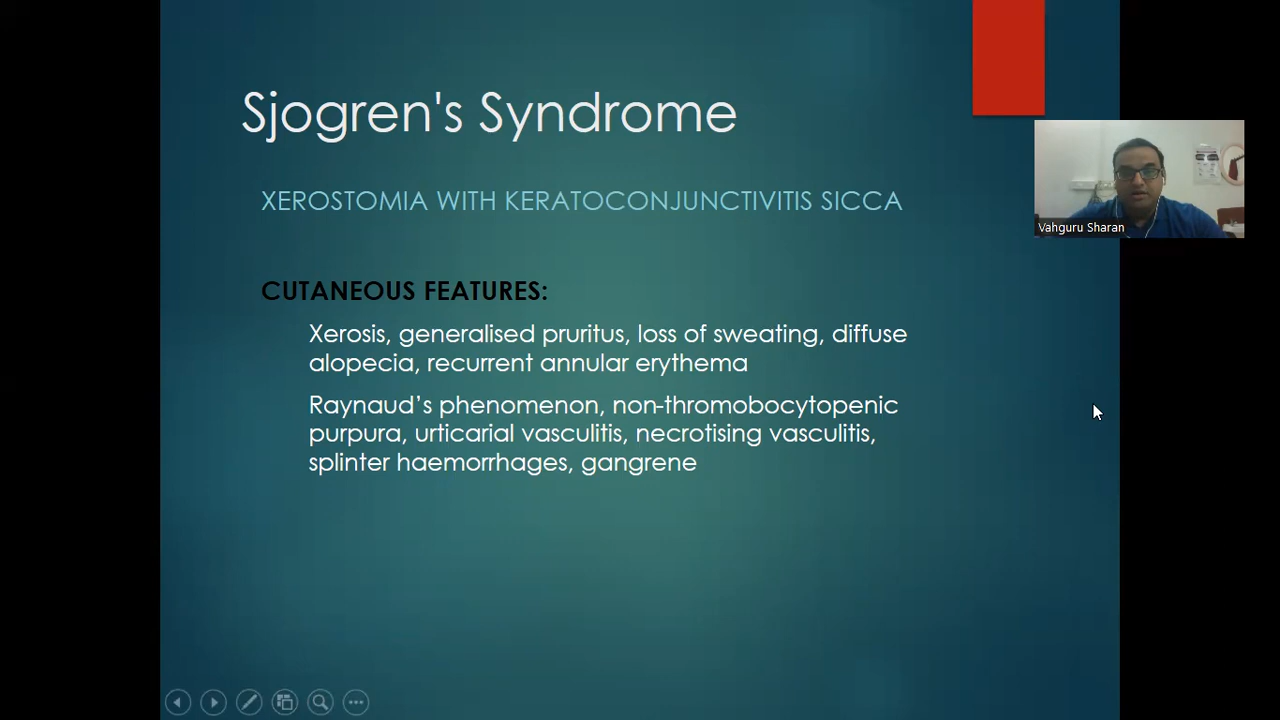 Sjogren's Syndrome
XEROSTOMIA WITH KERATOCONJUNCTIVITIS SICCA
CUTANEOUS FEATURES:
Xerosis, generalised pruritus, loss of sweating, diffuse
alopecia, recurrent annular erythema
Raynaud’s phenomenon, non-thromobocytopenic
purpura, urticarial vasculitis, necrotising vasculitis,
splinter haemorrhages, gangrene
Vahguru Sharan